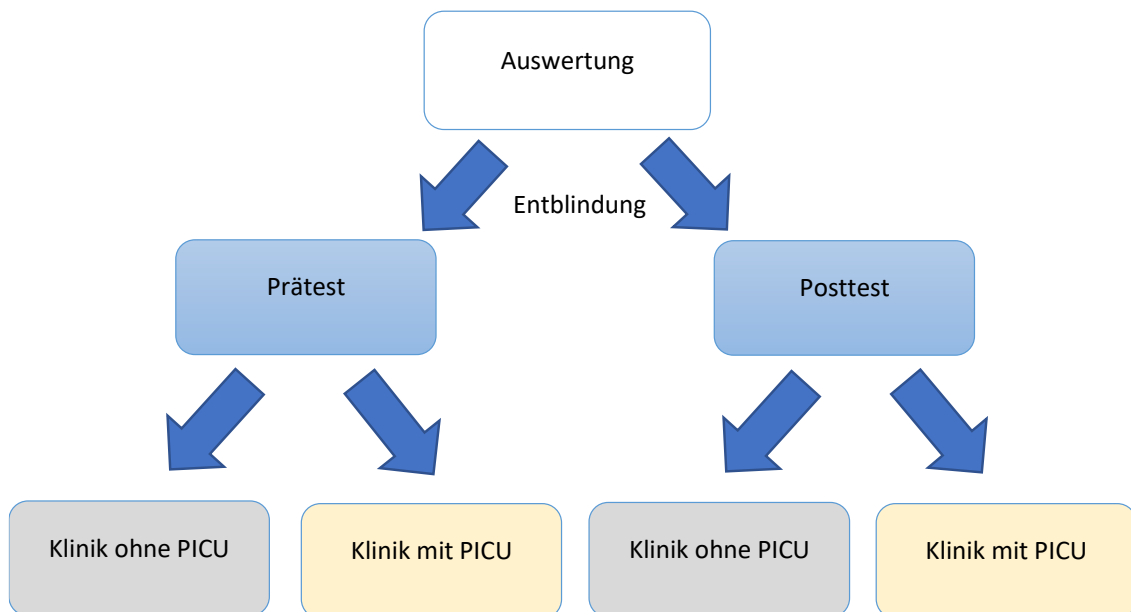 Auswertung
Entblindung
Prätest
Posttest
Klinik ohne PICU
Klinik mit PICU
Klinik ohne PICU
Klinik mit PICU